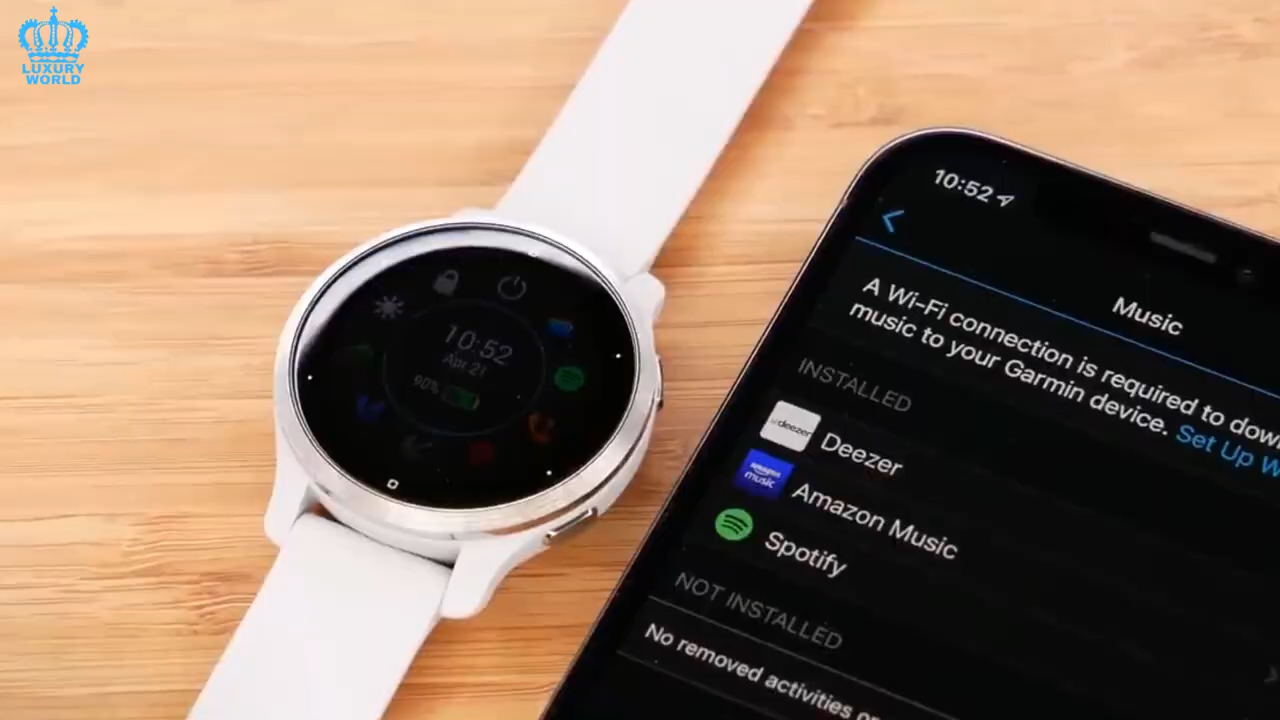 LUXURY
WORLD
10:52
Apr 21
90%
10:52
Music
A Wi-Fi connection is required to dow
music to your Garmin device. Set Up W
INSTALLED
deezer
Deezer
amazon
music
Amazon Music
Spotify
NOT INSTALLED
No removed activities or